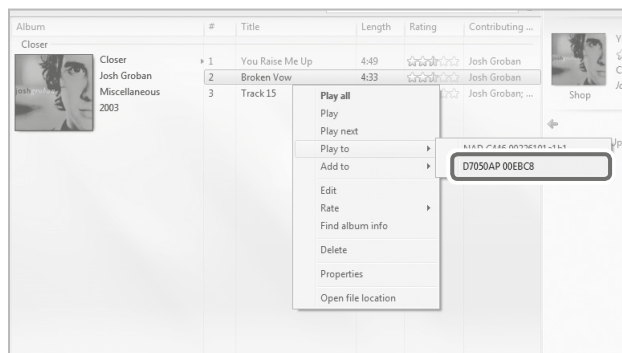 Album # Title Length Rating Contributing ...
Closer
Closer 1 You Raise Me Up 4:49 Josh Groban
Josh Groban 2 Broken Vow 4:33 Josh Groban
Miscellaneous 3 Track 15 Josh Groban; ...
2003
josh groban
Shop
Play all
Play
Play next
Play to
Add to
Edit
Rate
Find album info
Delete
Properties
Open file location
D7050AP 00EBC8